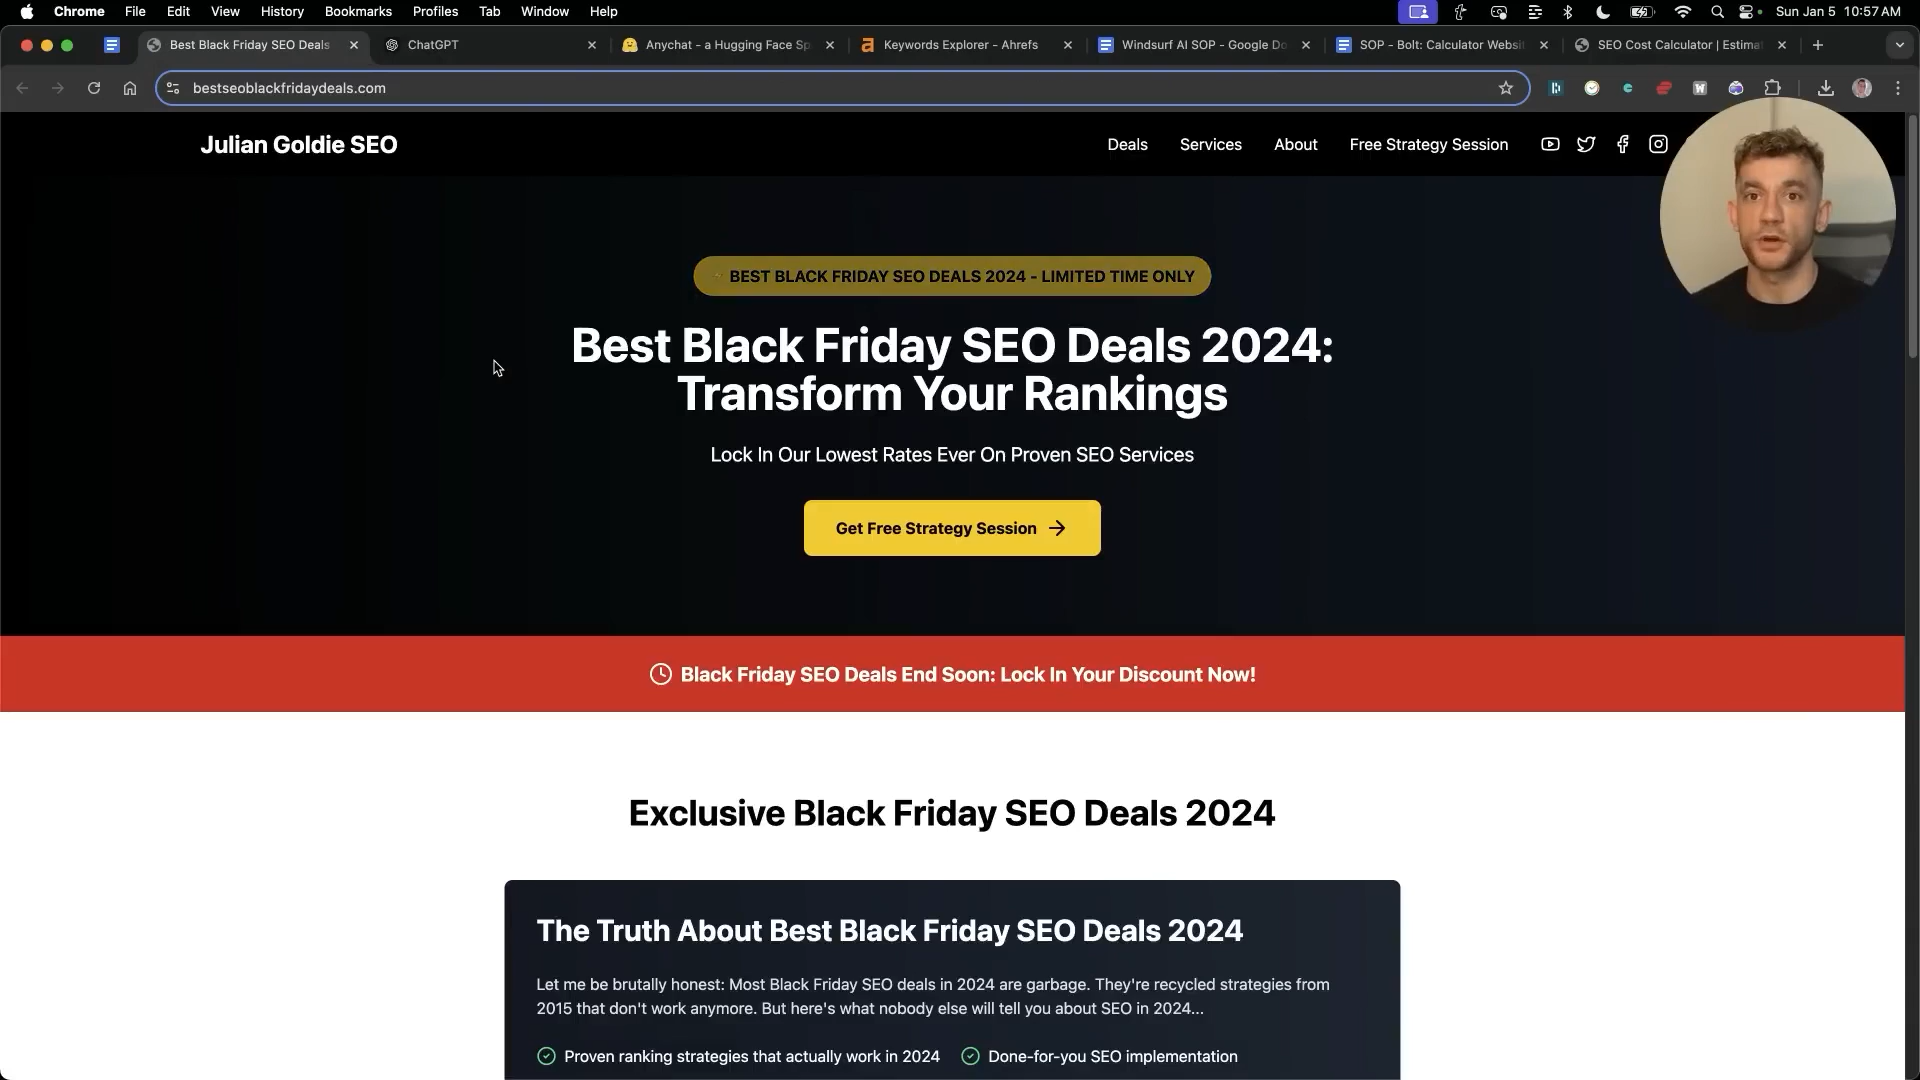 Chrome File Edit View History Bookmarks Profiles Tab Window Help Sun Jan 5 10:57 AM
Best Black Friday SEO Deals ChatGPT Anychat - a Hugging Face Sp Keywords Explorer - Ahrefs Windsurf AI SOP - Google Do SOP - Bolt: Calculator Websit SEO Cost Calculator | Estima
bestseoblackfridaydeals.com
Julian Goldie SEO Deals Services About Free Strategy Session
BEST BLACK FRIDAY SEO DEALS 2024 - LIMITED TIME ONLY
Best Black Friday SEO Deals 2024:
Transform Your Rankings
Lock In Our Lowest Rates Ever On Proven SEO Services
Get Free Strategy Session
Black Friday SEO Deals End Soon: Lock In Your Discount Now!
Exclusive Black Friday SEO Deals 2024
The Truth About Best Black Friday SEO Deals 2024
Let me be brutally honest: Most Black Friday SEO deals in 2024 are garbage. They're recycled strategies from
2015 that don't work anymore. But here's what nobody else will tell you about SEO in 2024...
Proven ranking strategies that actually work in 2024 Done-for-you SEO implementation